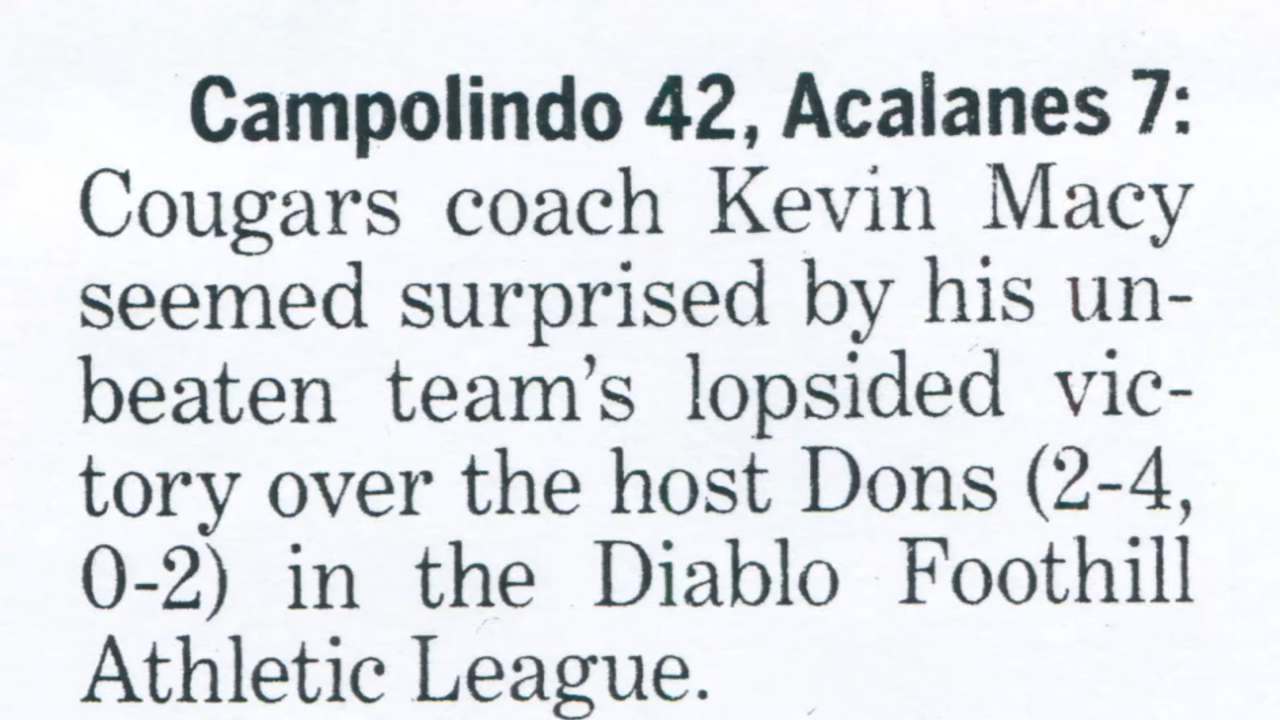 Campolindo 42, Acalanes 7:
Cougars coach Kevin Macy
seemed surprised by his un-
beaten team's lopsided vic-
tory over the host Dons (2-4,
0-2) in the Diablo Foothill
Athletic League.